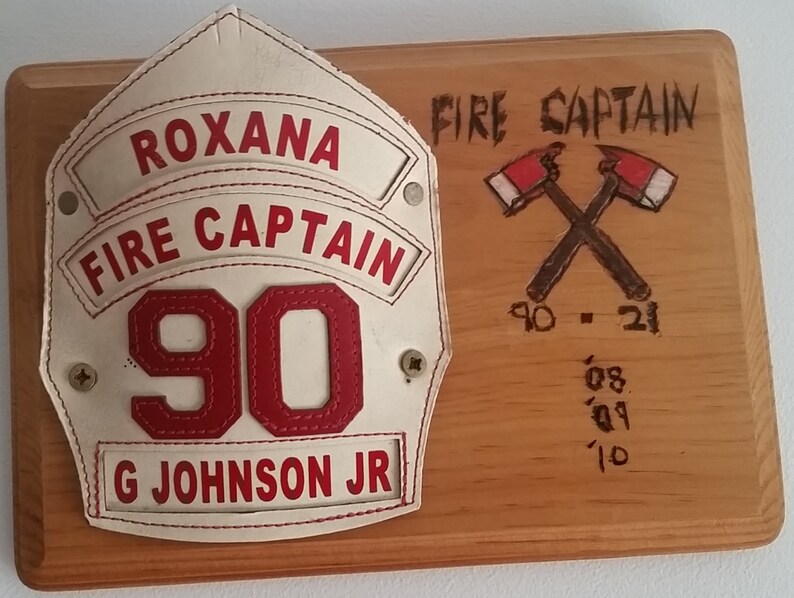 ROXANA
FIRE CAPTAIN
90
G JOHNSON JR
FIRE CAPTAIN
90 - 21
'08
'09
'10